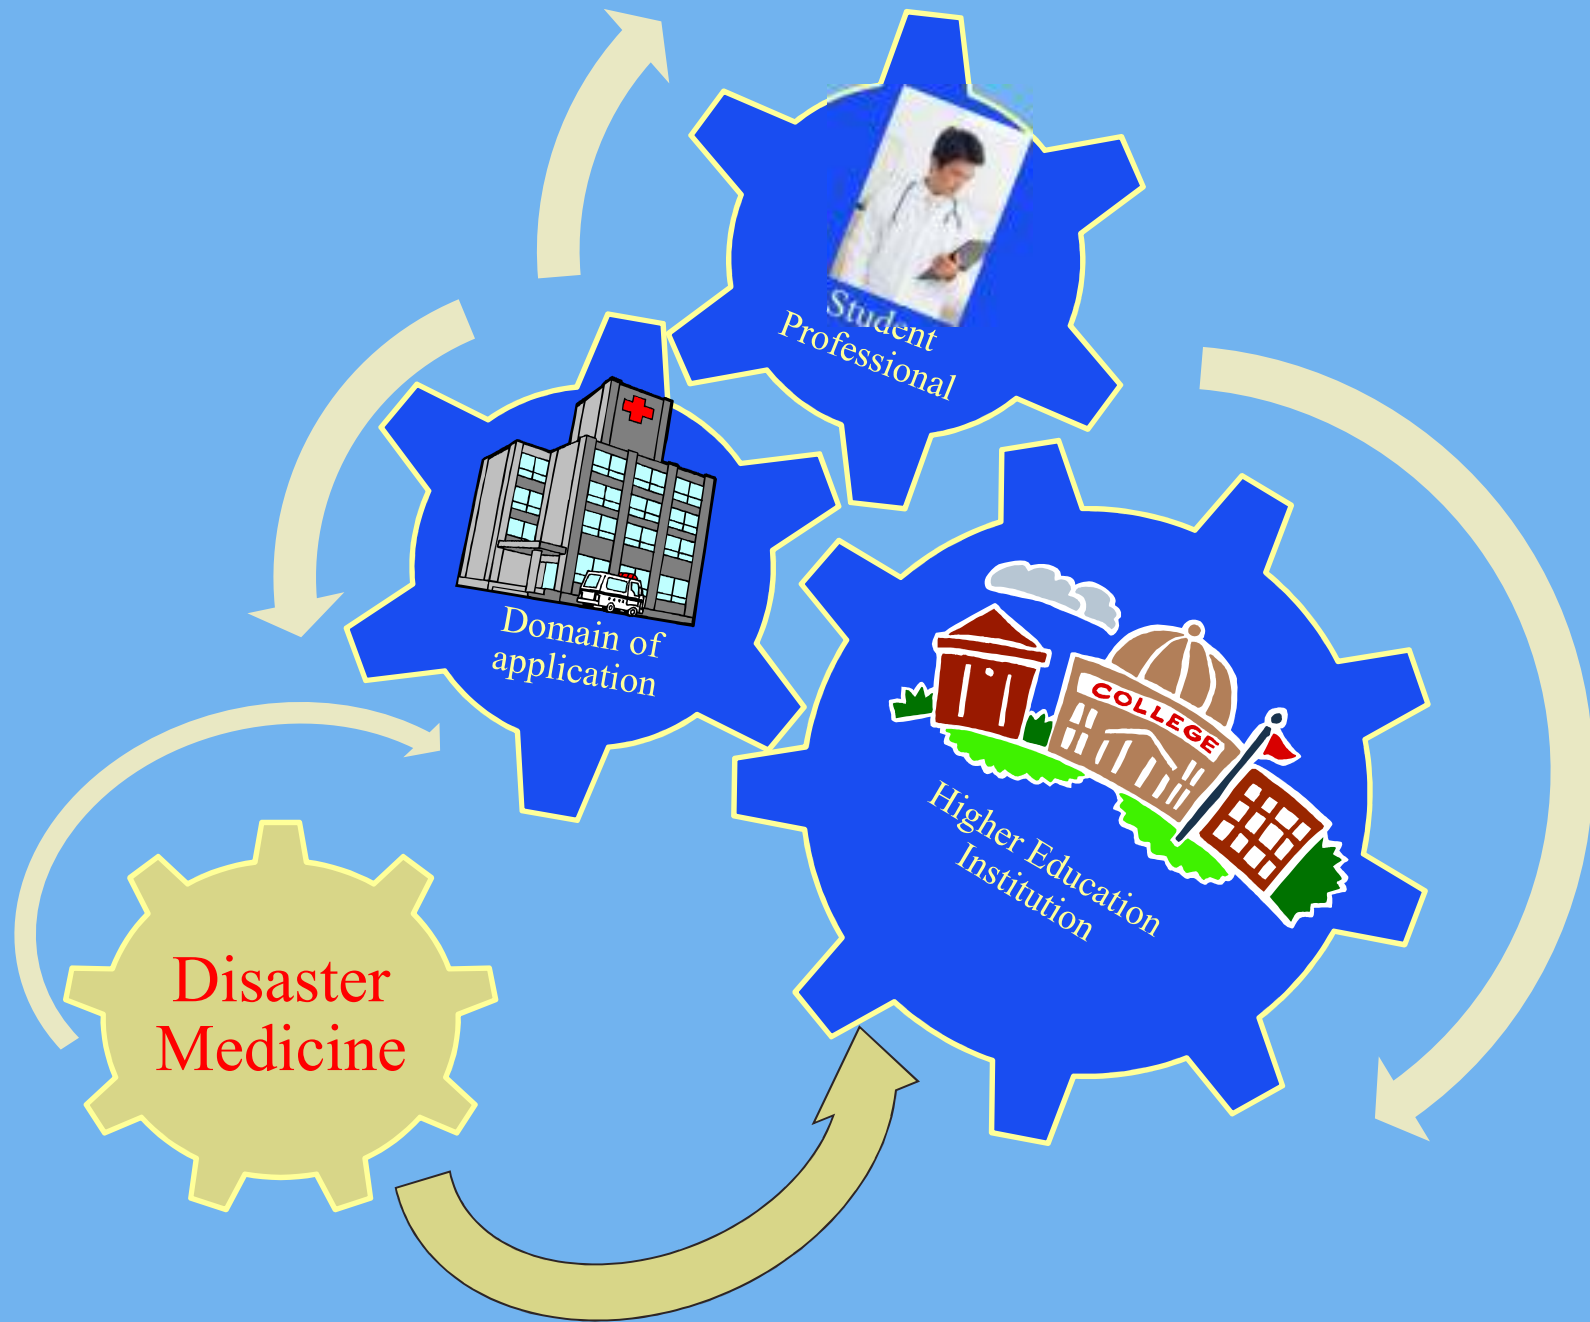 Student
Professional
Domain of
application
COLLEGE
Higher Education
Institution
Disaster
Medicine